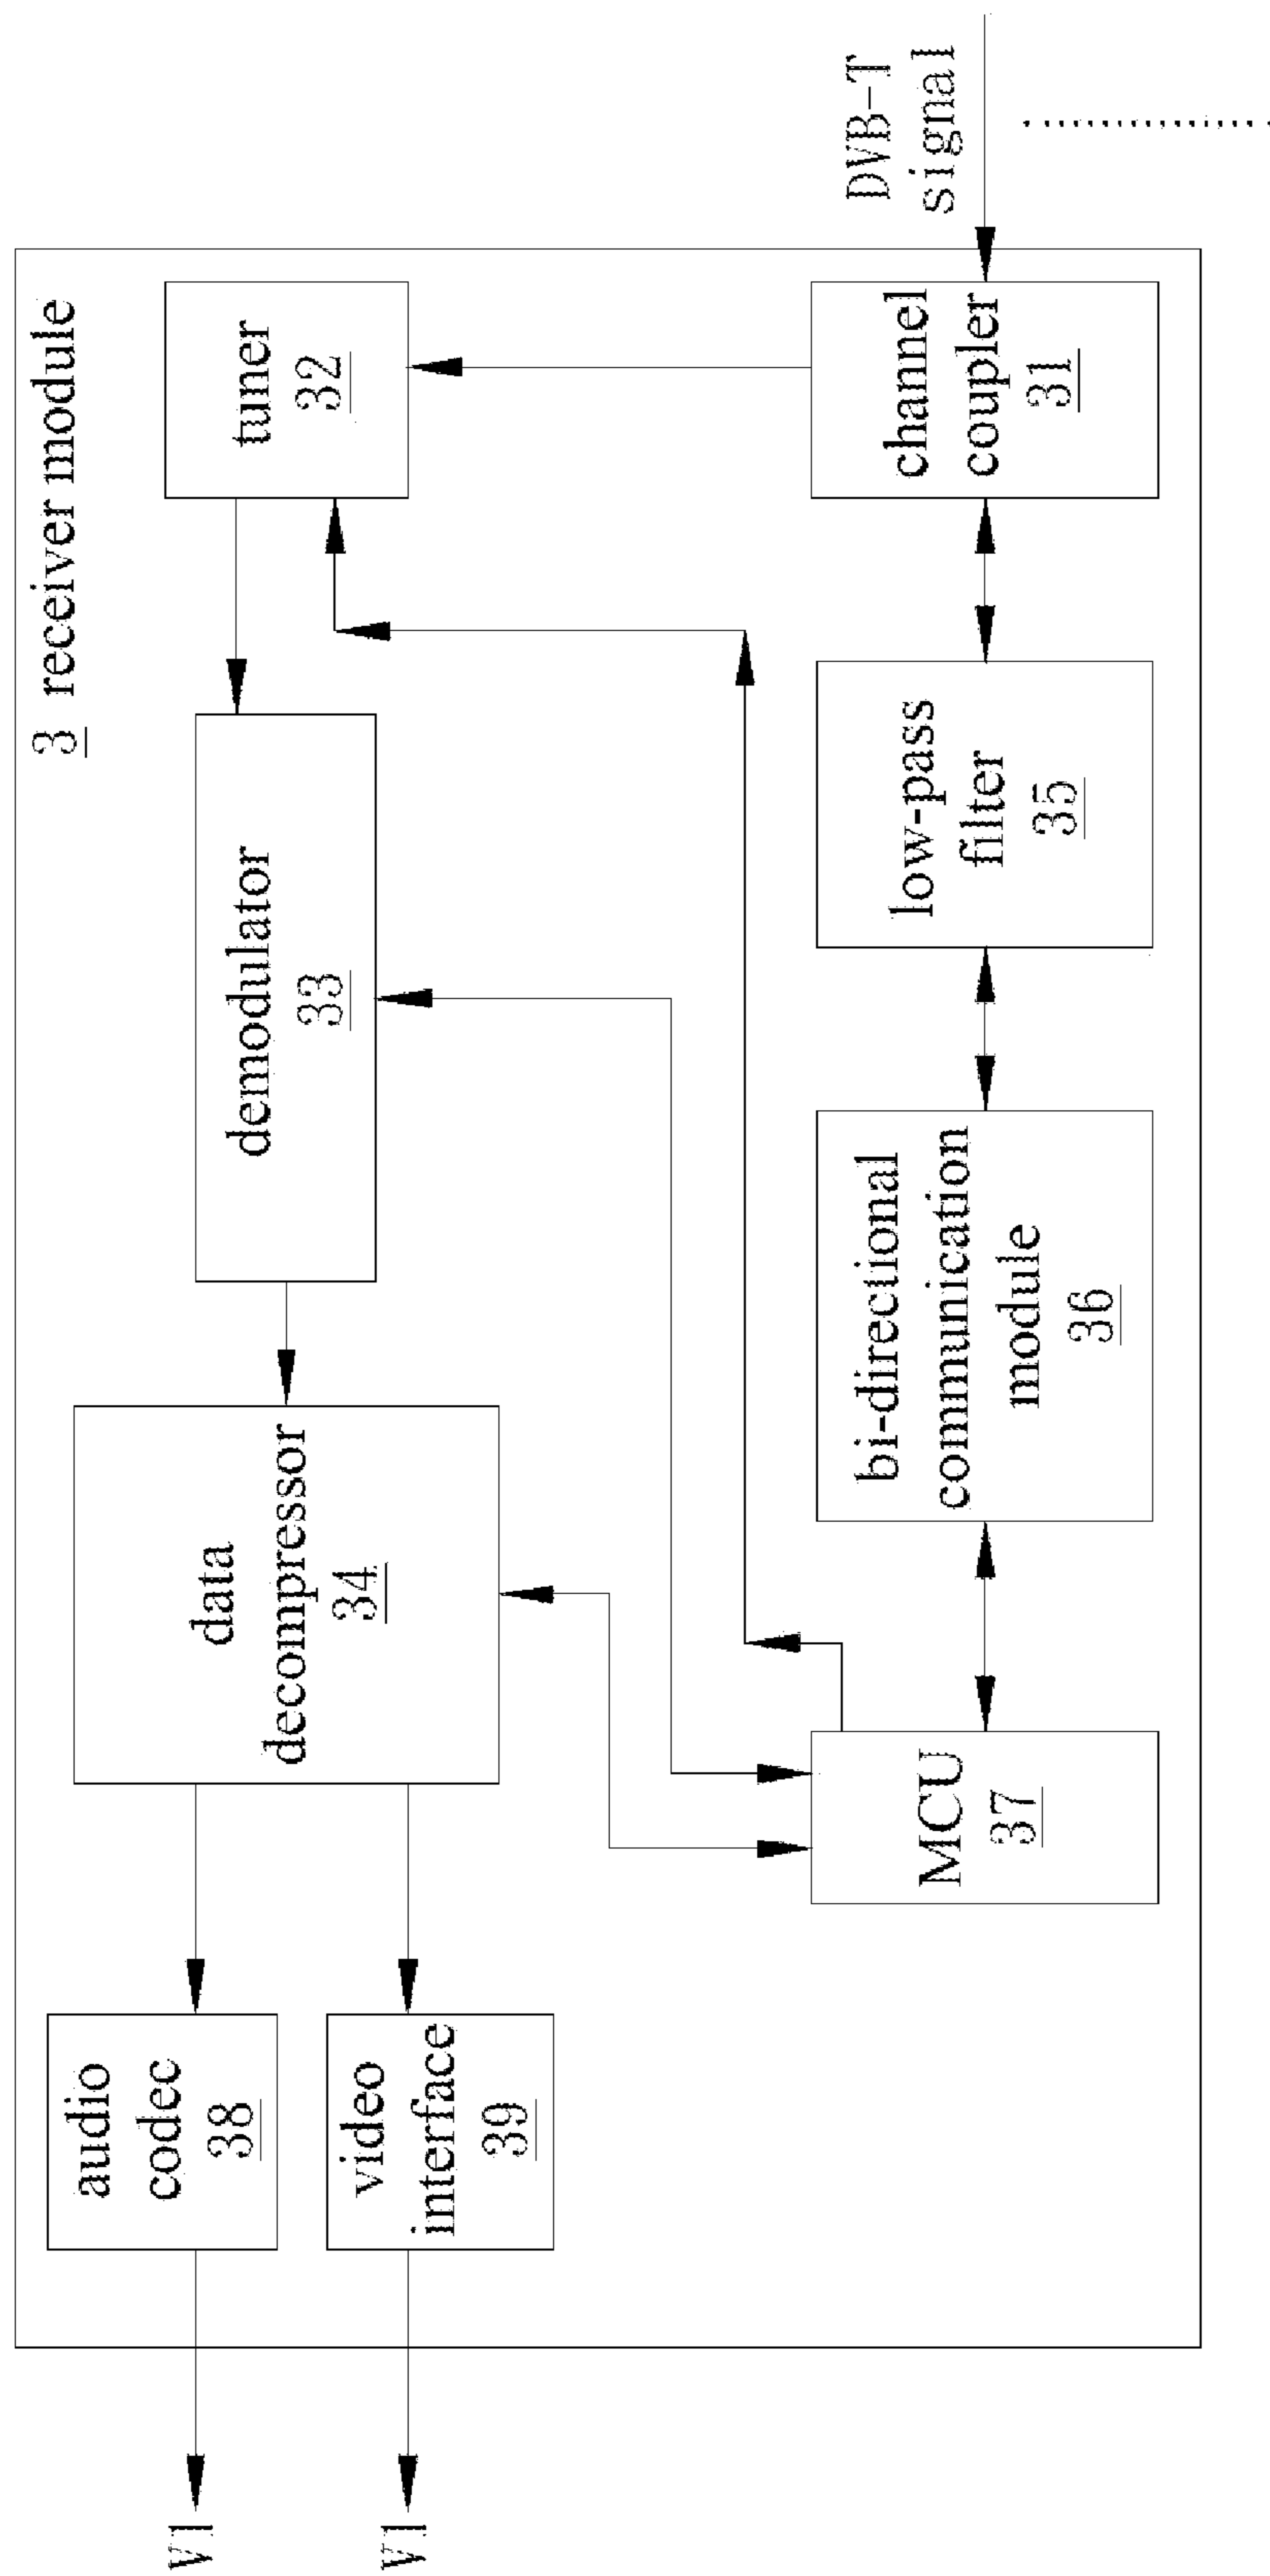 3 receiver module
audio
codec
38
data
decompressor
34
demodulator
33
tuner
32
video
interface
39
V1
V1
MCU
37
bi-directional
communication
module
36
low-pass
filter
35
channel
coupler
31
DVB-T
signal